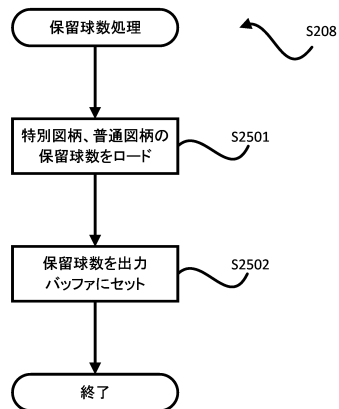 保留球数処理
S208
特別図柄、普通図柄の
保留球数をロード
S2501
保留球数を出力
バッファにセット
S2502
終了